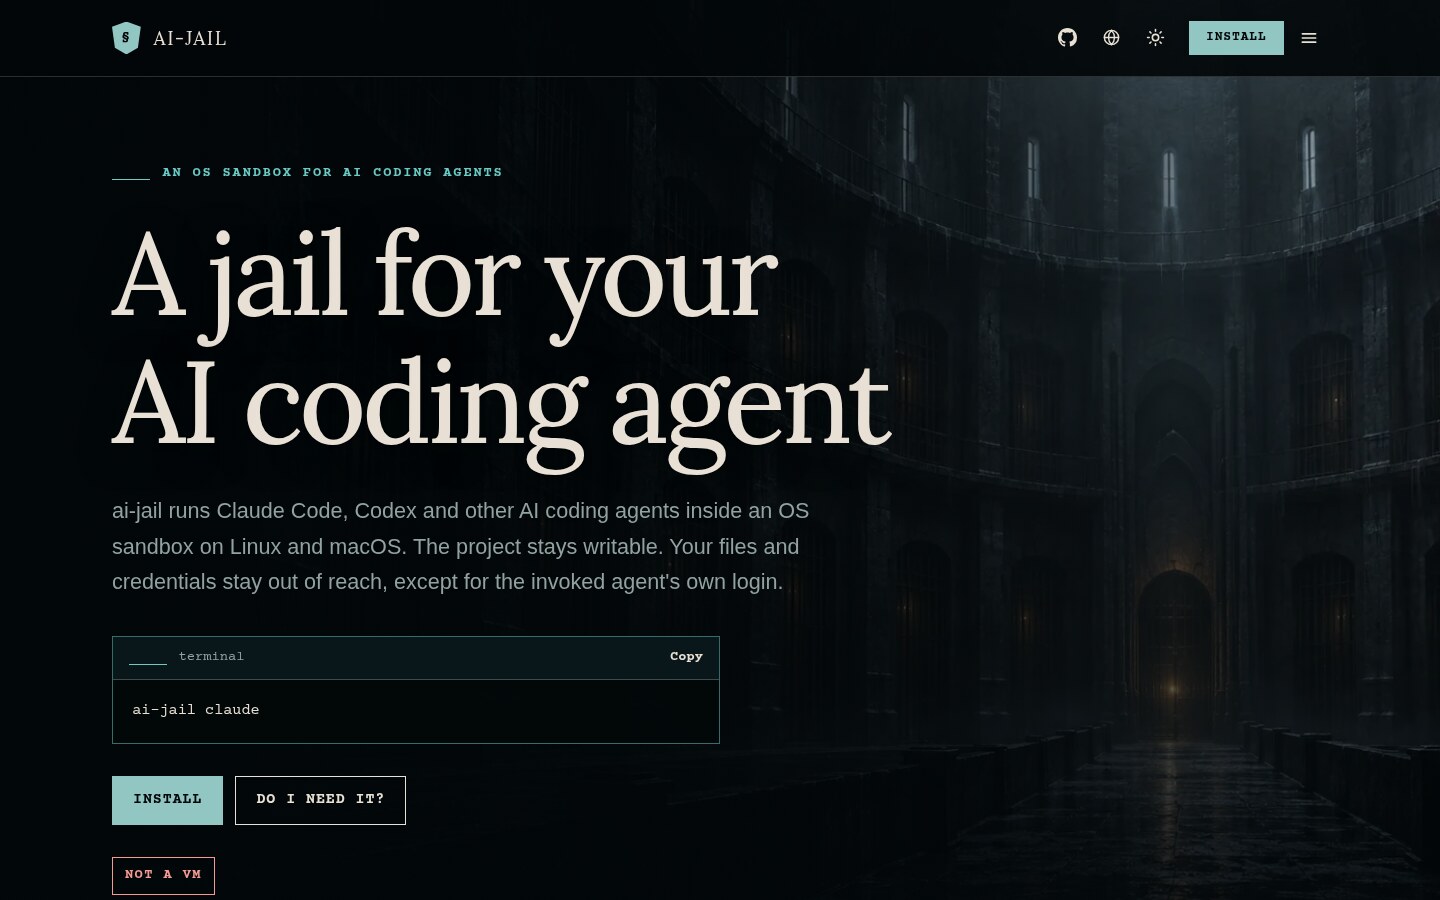 § AI-JAIL
INSTALL
AN OS SANDBOX FOR AI CODING AGENTS
A jail for your
AI coding agent
ai-jail runs Claude Code, Codex and other AI coding agents inside an OS
sandbox on Linux and macOS. The project stays writable. Your files and
credentials stay out of reach, except for the invoked agent's own login.
terminal
Copy
ai-jail claude
INSTALL
DO I NEED IT?
NOT A VM